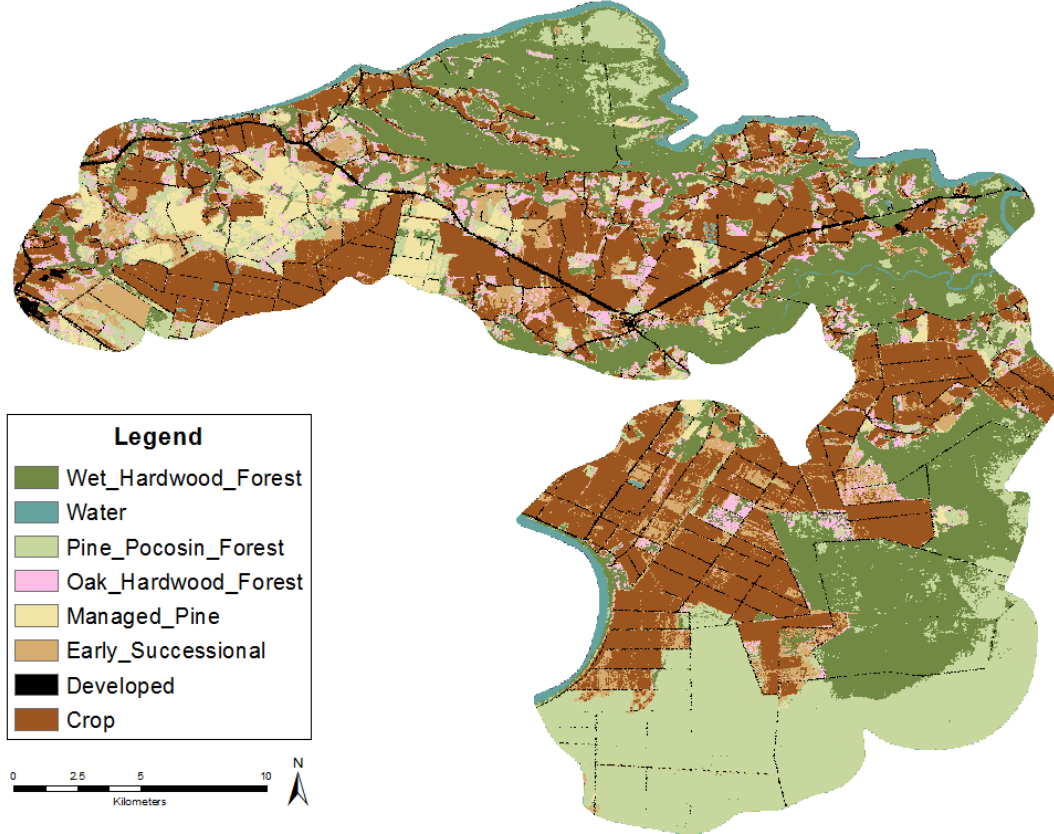 Legend
Wet_Hardwood_Forest
Water
Pine_Pocosin_Forest
Oak_Hardwood_Forest
Managed_Pine
Early_Successional
Developed
Crop
0 2.5 5 10
Kilometers
N